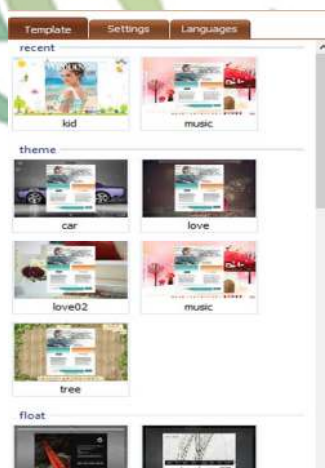 Template Settings Languages
recent
kid music
theme
car love
love02 music
tree
float